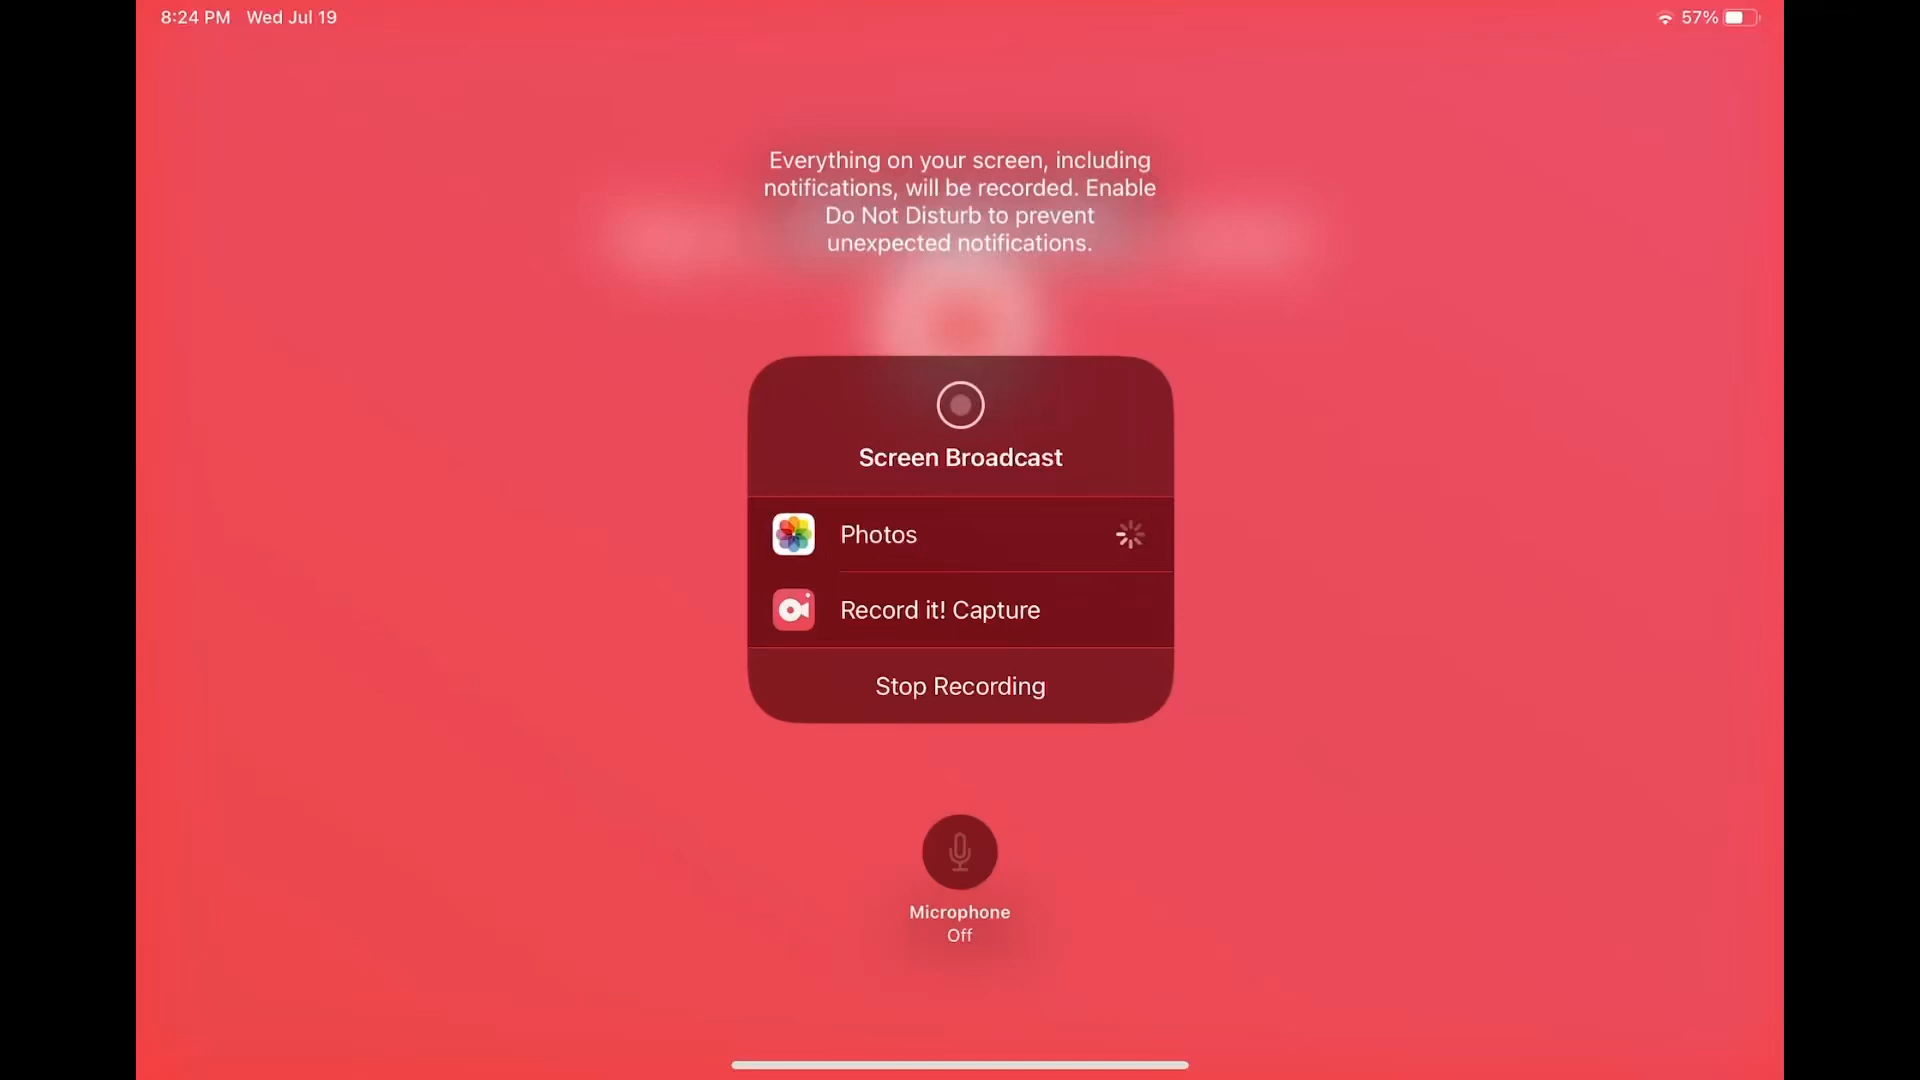 8:24 PM Wed Jul 19
57%
Everything on your screen, including
notifications, will be recorded. Enable
Do Not Disturb to prevent
unexpected notifications.
Screen Broadcast
Photos
Record it! Capture
Stop Recording
Microphone
Off